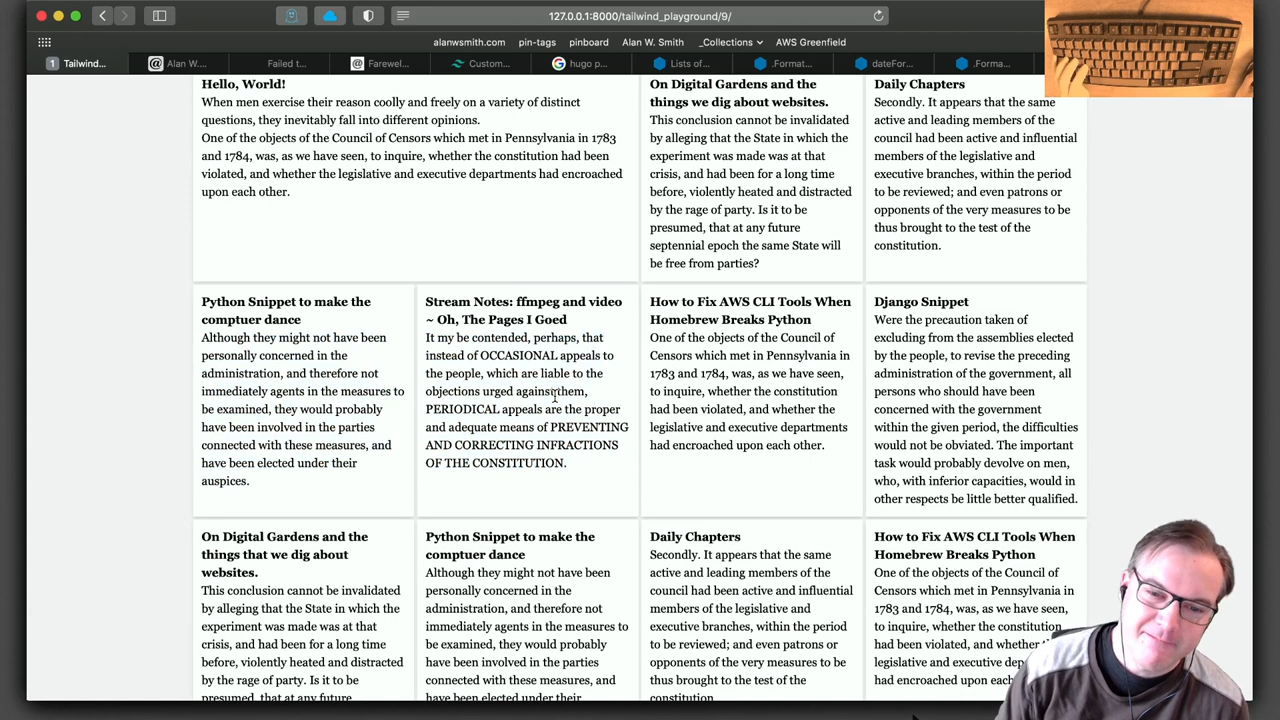 127.0.0.1:8000/tailwind_playground/9/
alanwsmith.com pin-tags pinboard Alan W. Smith _Collections AWS Greenfield
1 Tailwind... Alan W.... Failed t... Farewel... Custom... hugo p... Lists of... .Format... dateFor... .Forma...
Hello, World!
When men exercise their reason coolly and freely on a variety of distinct
questions, they inevitably fall into different opinions.
One of the objects of the Council of Censors which met in Pennsylvania in 1783
and 1784, was, as we have seen, to inquire, whether the constitution had been
violated, and whether the legislative and executive departments had encroached
upon each other.
On Digital Gardens and the
things we dig about websites.
This conclusion cannot be invalidated
by alleging that the State in which the
experiment was made was at that
crisis, and had been for a long time
before, violently heated and distracted
by the rage of party. Is it to be
presumed, that at any future
septennial epoch the same State will
be free from parties?
Daily Chapters
Secondly. It appears that the same
active and leading members of the
council had been active and influential
members of the legislative and
executive branches, within the period
to be reviewed; and even patrons or
opponents of the very measures to be
thus brought to the test of the
constitution.
Python Snippet to make the
comptuer dance
Although they might not have been
personally concerned in the
administration, and therefore not
immediately agents in the measures to
be examined, they would probably
have been involved in the parties
connected with these measures, and
have been elected under their
auspices.
Stream Notes: ffmpeg and video
~ Oh, The Pages I Goed
It my be contended, perhaps, that
instead of OCCASIONAL appeals to
the people, which are liable to the
objections urged against them,
PERIODICAL appeals are the proper
and adequate means of PREVENTING
AND CORRECTING INFRACTIONS
OF THE CONSTITUTION.
How to Fix AWS CLI Tools When
Homebrew Breaks Python
One of the objects of the Council of
Censors which met in Pennsylvania in
1783 and 1784, was, as we have seen,
to inquire, whether the constitution
had been violated, and whether the
legislative and executive departments
had encroached upon each other.
Django Snippet
Were the precaution taken of
excluding from the assemblies elected
by the people, to revise the preceding
administration of the government, all
persons who should have been
concerned with the government
within the given period, the difficulties
would not be obviated. The important
task would probably devolve on men,
who, with inferior capacities, would in
other respects be little better qualified.
On Digital Gardens and the
things that we dig about
websites.
This conclusion cannot be invalidated
by alleging that the State in which the
experiment was made was at that
crisis, and had been for a long time
before, violently heated and distracted
by the rage of party. Is it to be
presumed, that at any future
Python Snippet to make the
comptuer dance
Although they might not have been
personally concerned in the
administration, and therefore not
immediately agents in the measures to
be examined, they would probably
have been involved in the parties
connected with these measures, and
have been elected under their
Daily Chapters
Secondly. It appears that the same
active and leading members of the
council had been active and influential
members of the legislative and
executive branches, within the period
to be reviewed; and even patrons or
opponents of the very measures to be
thus brought to the test of the
constitution.
How to Fix AWS CLI Tools When
Homebrew Breaks Python
One of the objects of the Council of
Censors which met in Pennsylvania in
1783 and 1784, was, as we have seen,
to inquire, whether the constitution
had been violated, and whether
legislative and executive
had encroached upon each